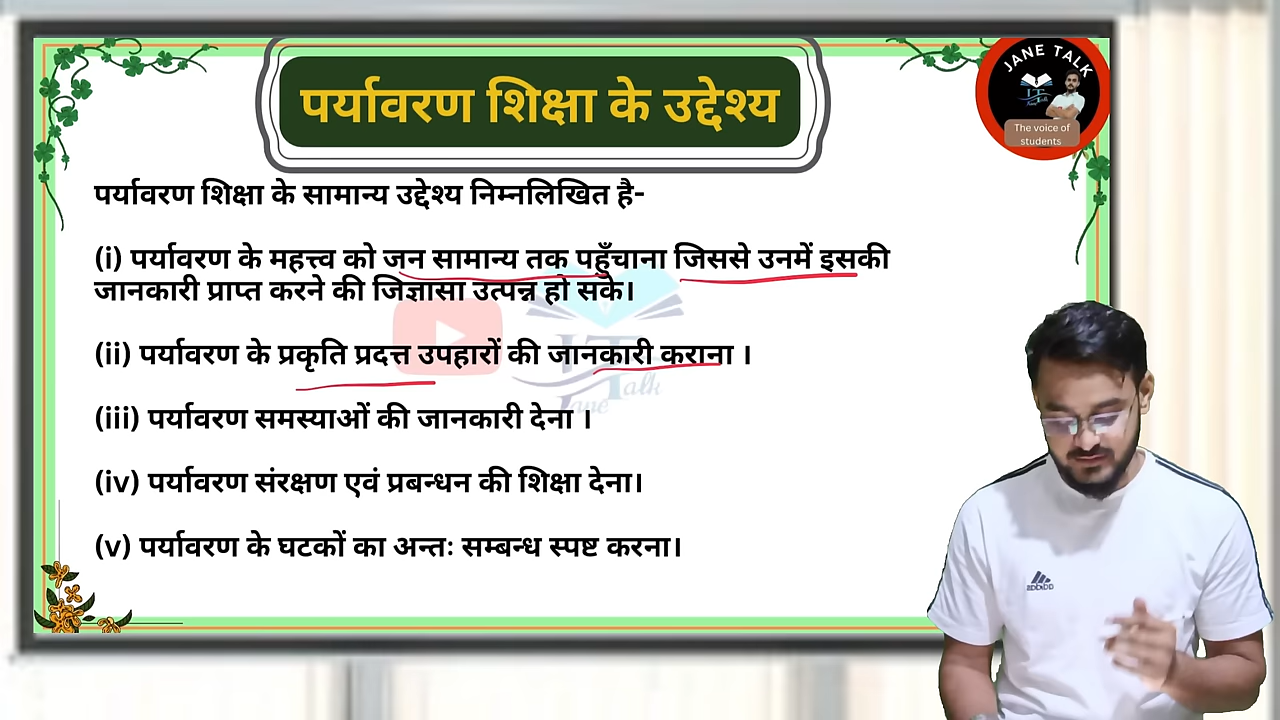 पर्यावरण शिक्षा के उद्देश्य
JANE TALK
The voice of
students
पर्यावरण शिक्षा के सामान्य उद्देश्य निम्नलिखित है-
(i) पर्यावरण के महत्त्व को जन सामान्य तक पहुँचाना जिससे उनमें इसकी
जानकारी प्राप्त करने की जिज्ञासा उत्पन्न हो सके।
(ii) पर्यावरण के प्रकृति प्रदत्त उपहारों की जानकारी कराना ।
(iii) पर्यावरण समस्याओं की जानकारी देना ।
(iv) पर्यावरण संरक्षण एवं प्रबन्धन की शिक्षा देना।
(v) पर्यावरण के घटकों का अन्तः सम्बन्ध स्पष्ट करना।